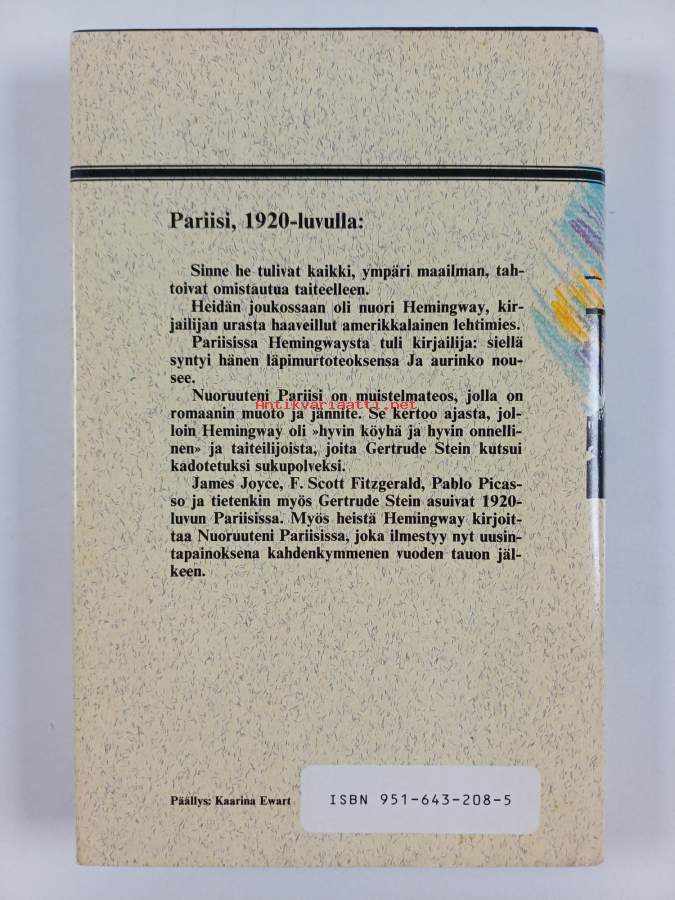 Pariisi, 1920-luvulla:
Sinne he tulivat kaikki, ympäri maailman, tah-
toivat omistautua taiteelleen.
Heidän joukossaan oli nuori Hemingway, kir-
jailijan urasta haaveillut amerikkalainen lehtimies.
Pariisissa Hemingwaysta tuli kirjailija: siellä
syntyi hänen läpimurtoteoksensa Ja aurinko nou-
see.
Nuoruuteni Pariisi on muistelmateos, jolla on
Antikvariaatti.net
romaanin muoto ja jännite. Se kertoo ajasta, jol-
loin Hemingway oli »hyvin köyhä ja hyvin onnelli-
nen» ja taiteilijoista, joita Gertrude Stein kutsui
kadotetuksi sukupolveksi.
James Joyce, F. Scott Fitzgerald, Pablo Picas-
so ja tietenkin myös Gertrude Stein asuivat 1920-
luvun Pariisissa. Myös heistä Hemingway kirjoit-
taa Nuoruuteni Pariisissa, joka ilmestyy nyt uusin-
tapainoksena kahdenkymmenen vuoden tauon jäl-
keen.
Päällys: Kaarina Ewart
ISBN 951-643-208-5